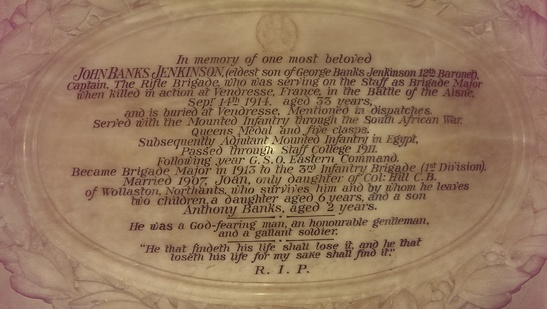 In memory of one most beloved
JOHN BANKS JENKINSON, (eldest son of George Banks Jenkinson 12th Baronet),
Captain, The Rifle Brigade, who was serving on the Staff as Brigade Major
when killed in action at Vendresse, France, in the Battle of the Aisne,
Sept 14th 1914, aged 33 years,
and is buried at Vendresse, Mentioned in dispatches.
Served with the Mounted Infantry through the South African War.
Queens Medal and five clasps.
Subsequently Adjutant Mounted Infantry in Egypt,
Passed through Staff College 1911.
Following year G.S.O. Eastern Command.
Became Brigade Major in 1913 to the 3rd Infantry Brigade (1st Division).
Married 1907, Joan, only daughter of Col: Hill C.B.
of Wollaston, Northants, who survives him and by whom he leaves
two children, a daughter aged 6 years, and a son
Anthony Banks, aged 2 years.
He was a God-fearing man, an honourable gentleman,
and a gallant soldier.
"He that findeth his life shall lose it, and he that
loseth his life for my sake shall find it."
R. I. P.